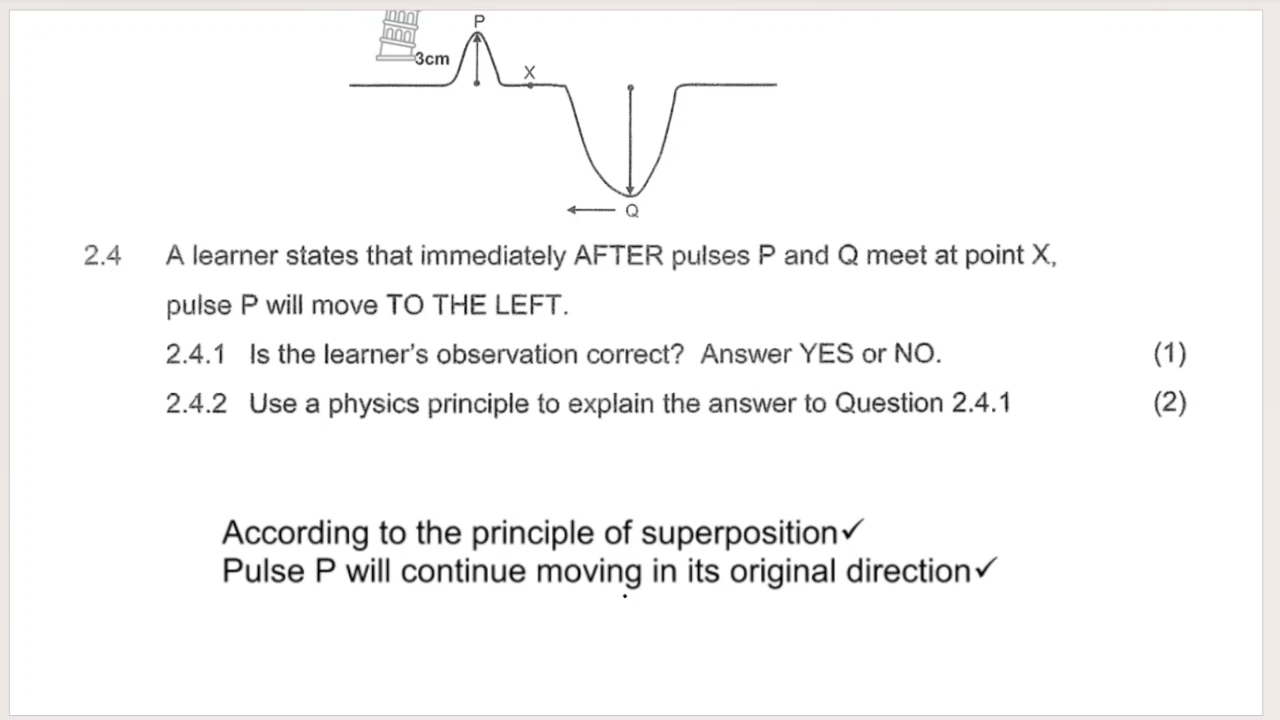 P
3cm
X
Q
2.4 A learner states that immediately AFTER pulses P and Q meet at point X,
pulse P will move TO THE LEFT.
2.4.1 Is the learner's observation correct? Answer YES or NO. (1)
2.4.2 Use a physics principle to explain the answer to Question 2.4.1 (2)
According to the principle of superposition✓
Pulse P will continue moving in its original direction✓